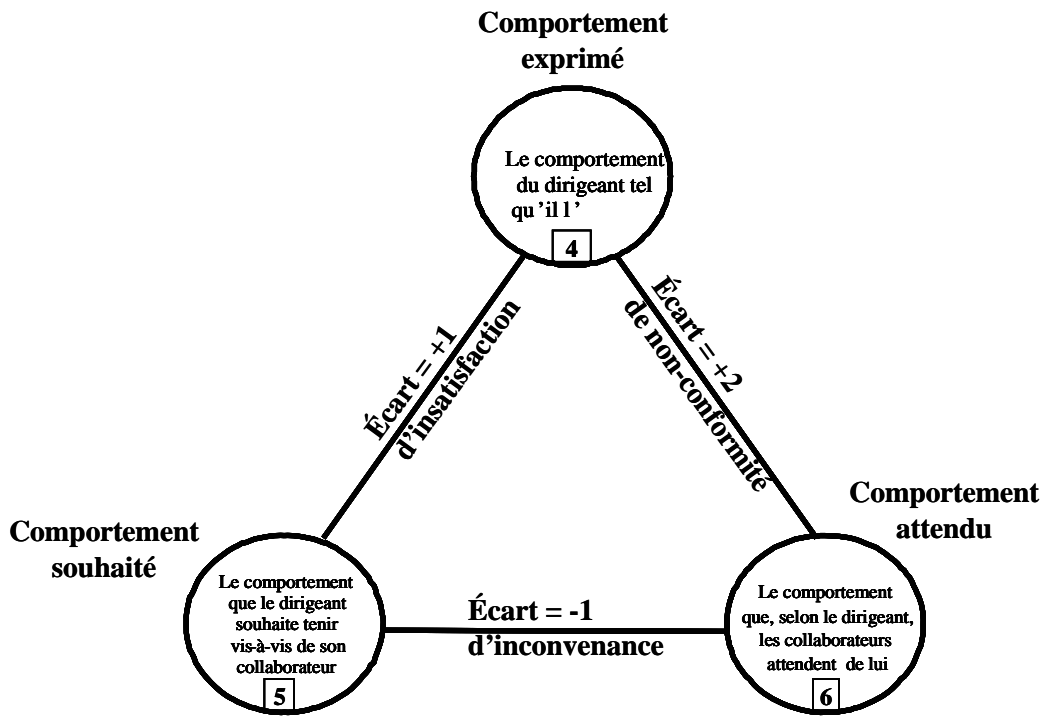 Comportement
exprimé
Le comportement
du dirigeant tel
qu'il l'
4
Écart = +1
d'insatisfaction
Écart = +2
de non-conformité
Comportement
souhaité
Le comportement
que le dirigeant
souhaite tenir
vis-à-vis de son
collaborateur
5
Écart = -1
d'inconvenance
Comportement
attendu
Le comportement
que, selon le dirigeant,
les collaborateurs
attendent de lui
6